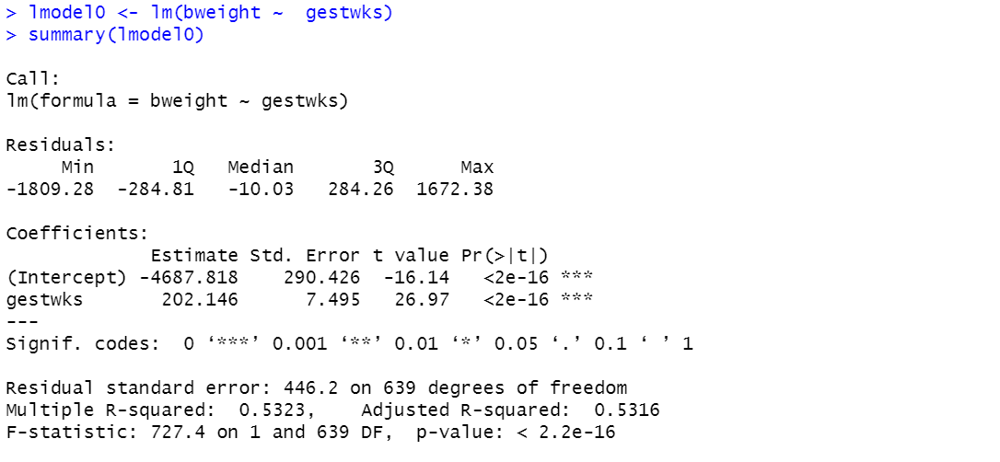 > lmodel0 <- lm(bweight ~  gestwks)
> summary(lmodel0)
Call:
lm(formula = bweight ~ gestwks)
Residuals:
     Min       1Q   Median       3Q      Max
-1809.28  -284.81   -10.03   284.26  1672.38
Coefficients:
             Estimate Std. Error t value Pr(>|t|)
(Intercept) -4687.818    290.426  -16.14   <2e-16 ***
gestwks       202.146      7.495   26.97   <2e-16 ***
---
Signif. codes:  0 ‘***’ 0.001 ‘**’ 0.01 ‘*’ 0.05 ‘.’ 0.1 ‘ ’ 1
Residual standard error: 446.2 on 639 degrees of freedom
Multiple R-squared:  0.5323,    Adjusted R-squared:  0.5316
F-statistic: 727.4 on 1 and 639 DF,  p-value: < 2.2e-16